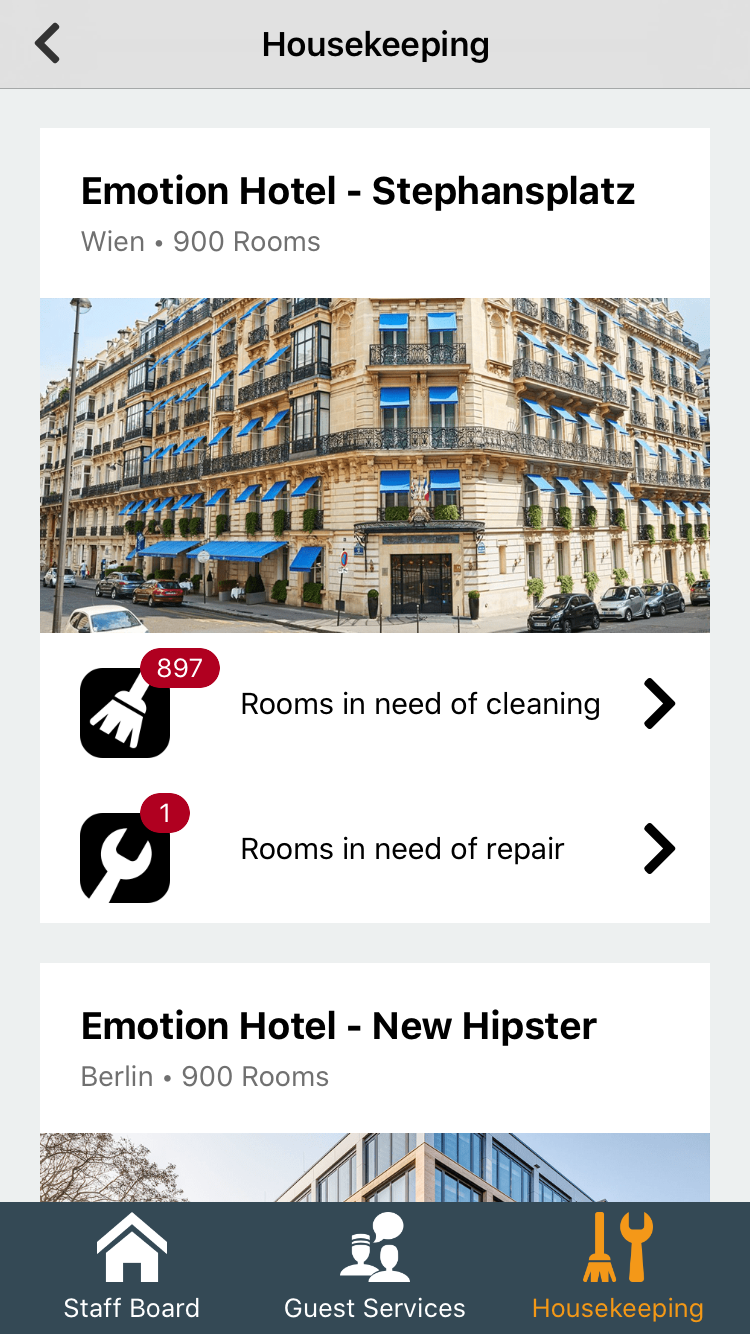 Housekeeping
Emotion Hotel - Stephansplatz
Wien • 900 Rooms
897
Rooms in need of cleaning
1
Rooms in need of repair
Emotion Hotel - New Hipster
Berlin • 900 Rooms
Staff Board
Guest Services
Housekeeping